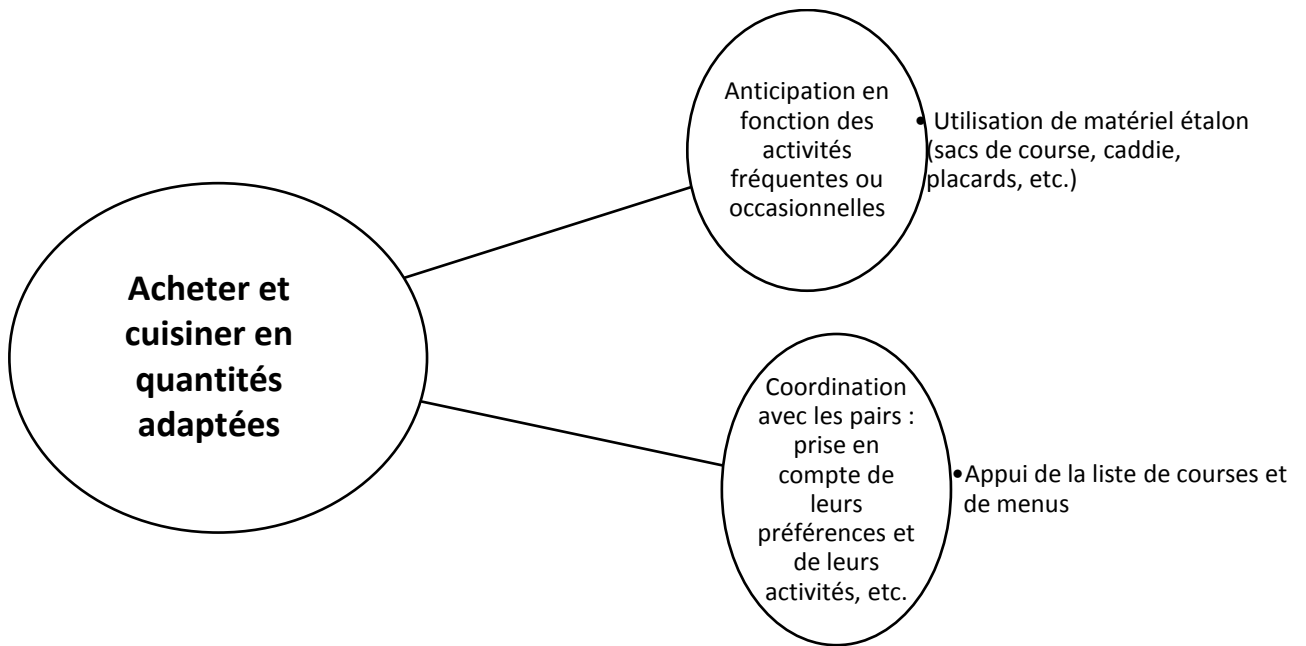 Acheter et
cuisiner en
quantités
adaptées
Anticipation en
fonction des
activités
fréquentes ou
occasionnelles
• Utilisation de matériel étalon
(sacs de course, caddie,
placards, etc.)
Coordination
avec les pairs :
prise en
compte de
leurs
préférences et
de leurs
activités, etc.
•Appui de la liste de courses et
de menus